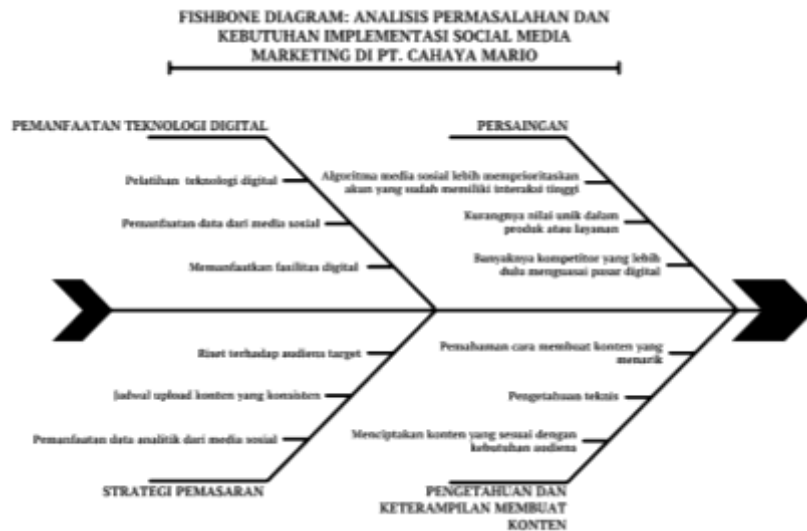 FISHBONE DIAGRAM: ANALISIS PERMASALAHAN DAN
KEBUTUHAN IMPLEMENTASI SOCIAL MEDIA
MARKETING DI PT. CAHAYA MARIO
PEMANFAATAN TEKNOLOGI DIGITAL
Pelatihan teknologi digital
Pemanfaatan data dari media sosial
Memanfaatkan fasilitas digital
PERSAINGAN
Algoritma media sosial lebih memprioritaskan
akun yang sudah memiliki interaksi tinggi
Kurangnya nilai unik dalam
produk atau layanan
Banyaknya kompetitor yang lebih
dulu menguasai pasar digital
Riset terhadap audiens target
Jadwal upload konten yang konsisten
Pemanfaatan data analitik dari media sosial
STRATEGI PEMASARAN
Pemahaman cara membuat konten yang
menarik
Pengetahuan teknis
Menciptakan konten yang sesuai dengan
kebutuhan audiens
PENGETAHUAN DAN
KETERAMPILAN MEMBUAT
KONTEN